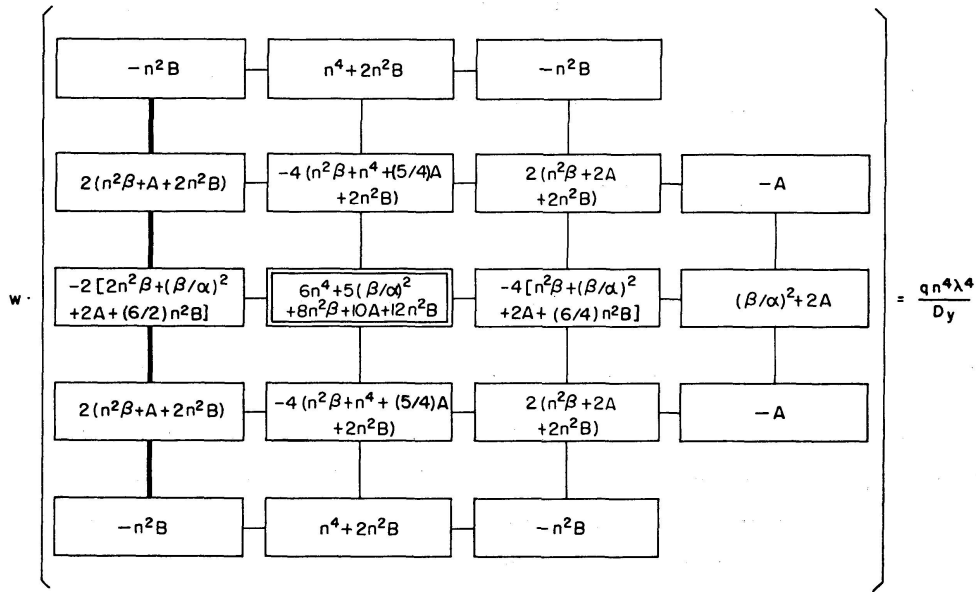 −n²B
n⁴+2n²B
−n²B
2(n²β+A+2n²B)
−4(n²β+n⁴+(5/4)A
+2n²B)
2(n²β+2A
+2n²B)
−A
w·
−2[2n²β+(β/α)²
+2A+(6/2)n²B]
6n⁴+5(β/α)²
+8n²β+10A+12n²B
−4[n²β+(β/α)²
+2A+(6/4)n²B]
(β/α)²+2A
= qn⁴λ⁴
Dy
2(n²β+A+2n²B)
−4(n²β+n⁴+(5/4)A
+2n²B)
2(n²β+2A
+2n²B)
−A
−n²B
n⁴+2n²B
−n²B